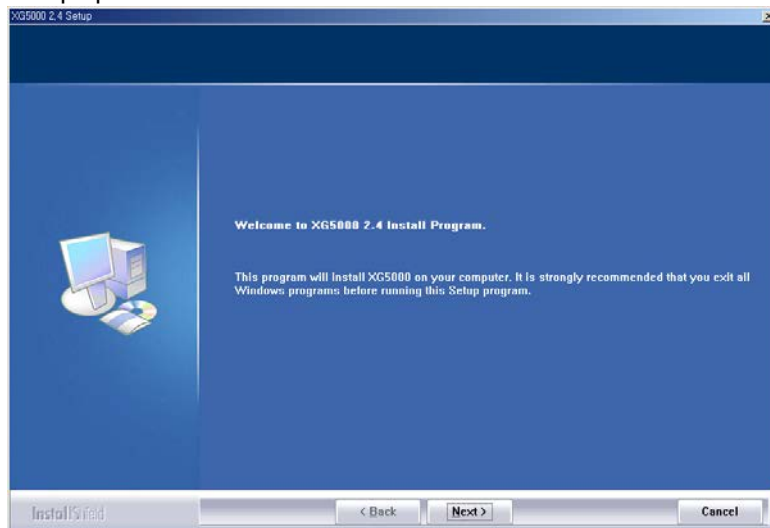 XG5000 2.4 Setup
Welcome to XG5000 2.4 Install Program.
This program will install XG5000 on your computer. It is strongly recommended that you exit all
Windows programs before running this Setup program.
InstallShield
< Back
Next >
Cancel